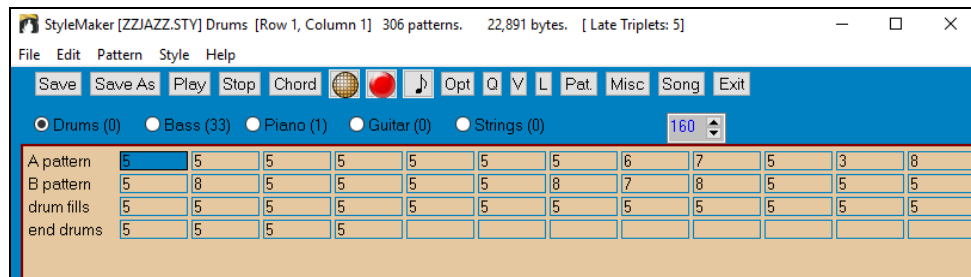 StyleMaker [ZZJAZZ.STY] Drums [Row 1, Column 1] 306 patterns. 22,891 bytes. [ Late Triplets: 5]
File Edit Pattern Style Help
Save Save As Play Stop Chord Opt Q V L Pat. Misc Song Exit
Drums (0) Bass (33) Piano (1) Guitar (0) Strings (0) 160
A pattern 5 5 5 5 5 5 5 6 7 5 3 8
B pattern 5 8 5 5 5 5 8 7 8 5 5 5
drum fills 5 5 5 5 5 5 5 5 5 5 5 5
end drums 5 5 5 5